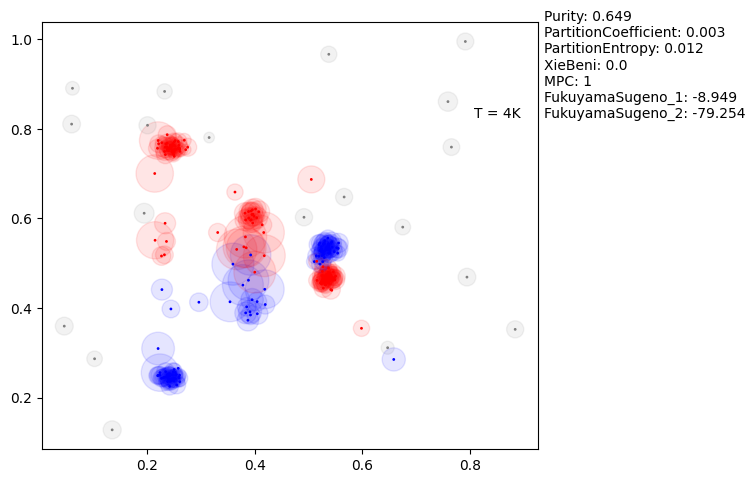 Purity: 0.649
PartitionCoefficient: 0.003
PartitionEntropy: 0.012
XieBeni: 0.0
MPC: 1
FukuyamaSugeno_1: -8.949
FukuyamaSugeno_2: -79.254
T = 4K
1.0
0.8
0.6
0.4
0.2
0.2 0.4 0.6 0.8